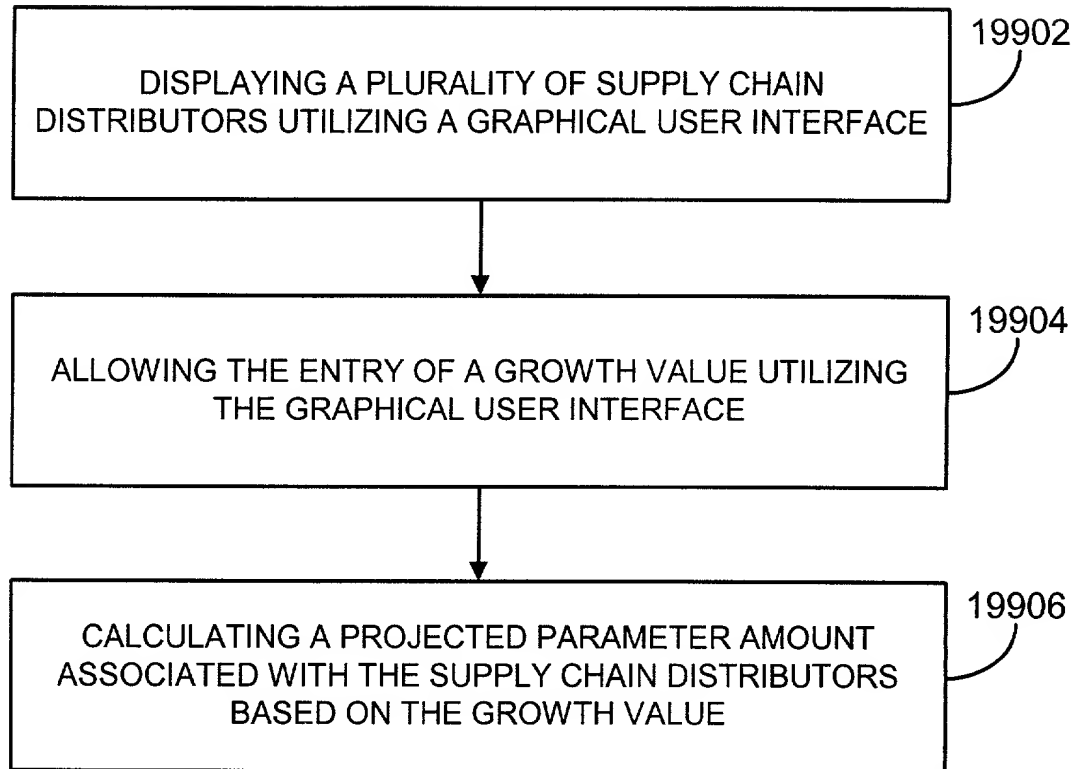 19902
DISPLAYING A PLURALITY OF SUPPLY CHAIN
DISTRIBUTORS UTILIZING A GRAPHICAL USER INTERFACE
19904
ALLOWING THE ENTRY OF A GROWTH VALUE UTILIZING
THE GRAPHICAL USER INTERFACE
19906
CALCULATING A PROJECTED PARAMETER AMOUNT
ASSOCIATED WITH THE SUPPLY CHAIN DISTRIBUTORS
BASED ON THE GROWTH VALUE